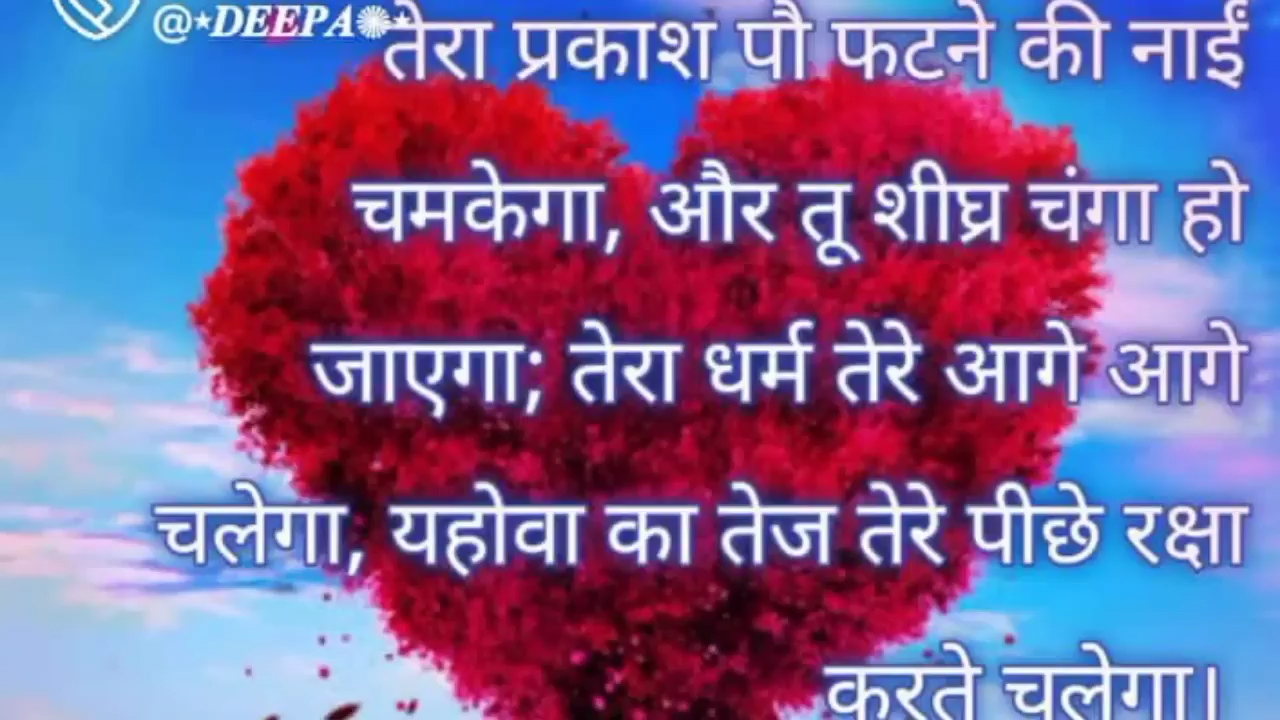 @⋆DEEPA⋆
तेरा प्रकाश पौ फटने की नाईं
चमकेगा, और तू शीघ्र चंगा हो
जाएगा; तेरा धर्म तेरे आगे आगे
चलेगा, यहोवा का तेज तेरे पीछे रक्षा
करते चलेगा।